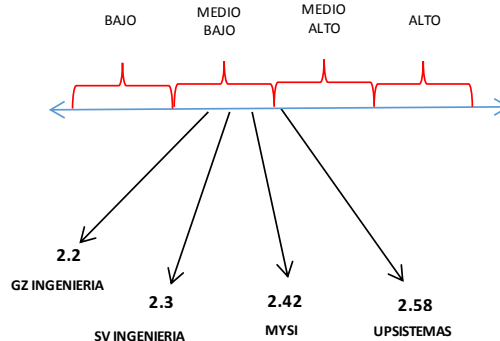 BAJO
MEDIO
BAJO
MEDIO
ALTO
ALTO
2.2
GZ INGENIERIA
2.3
SV INGENIERIA
2.42
MYSI
2.58
UPSISTEMAS